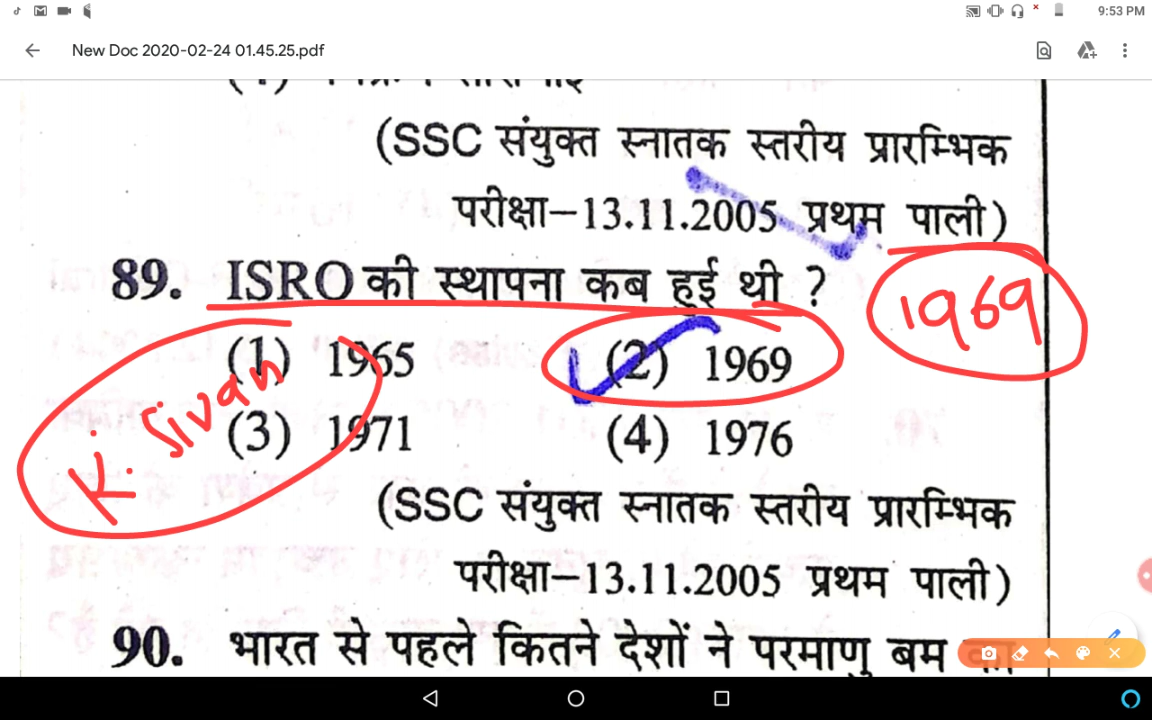 9:53 PM
New Doc 2020-02-24 01.45.25.pdf
(SSC संयुक्त स्नातक स्तरीय प्रारम्भिक
परीक्षा–13.11.2005 प्रथम पाली)
89. ISRO की स्थापना कब हुई थी ?
1969
(1) 1965 (2) 1969
K. Sivan
(3) 1971 (4) 1976
(SSC संयुक्त स्नातक स्तरीय प्रारम्भिक
परीक्षा–13.11.2005 प्रथम पाली)
90. भारत से पहले कितने देशों ने परमाणु बम